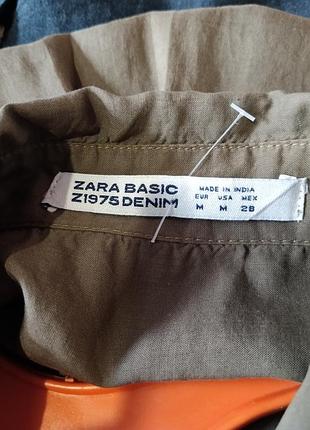 ZARA BASIC
Z1975 DENIM
MADE IN INDIA
EUR USA MEX
M M 28